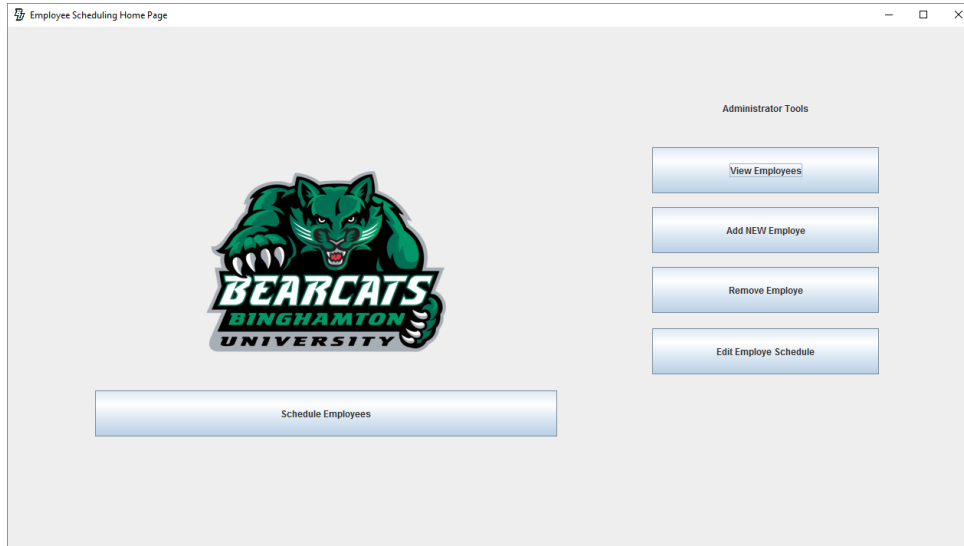 Employee Scheduling Home Page
Administrator Tools
View Employees
Add NEW Employe
Remove Employe
Edit Employe Schedule
BEARCATS
BINGHAMTON
UNIVERSITY
Schedule Employees